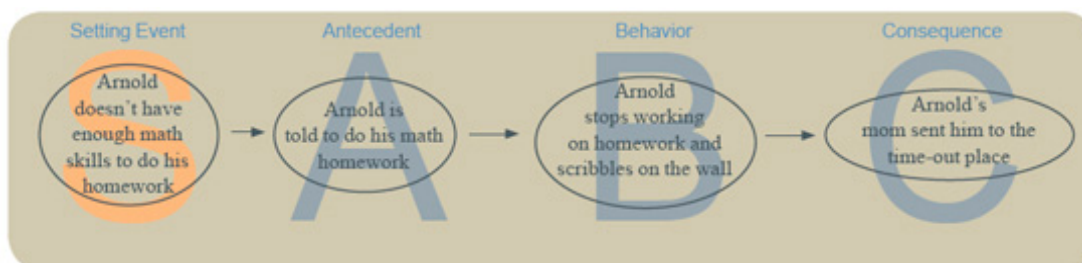 Setting Event
Antecedent
Behavior
Consequence
S
Arnold
doesn't have
enough math
skills to do his
homework
A
Arnold is
told to do his math
homework
B
Arnold
stops working
on homework and
scribbles on the wall
C
Arnold's
mom sent him to the
time-out place